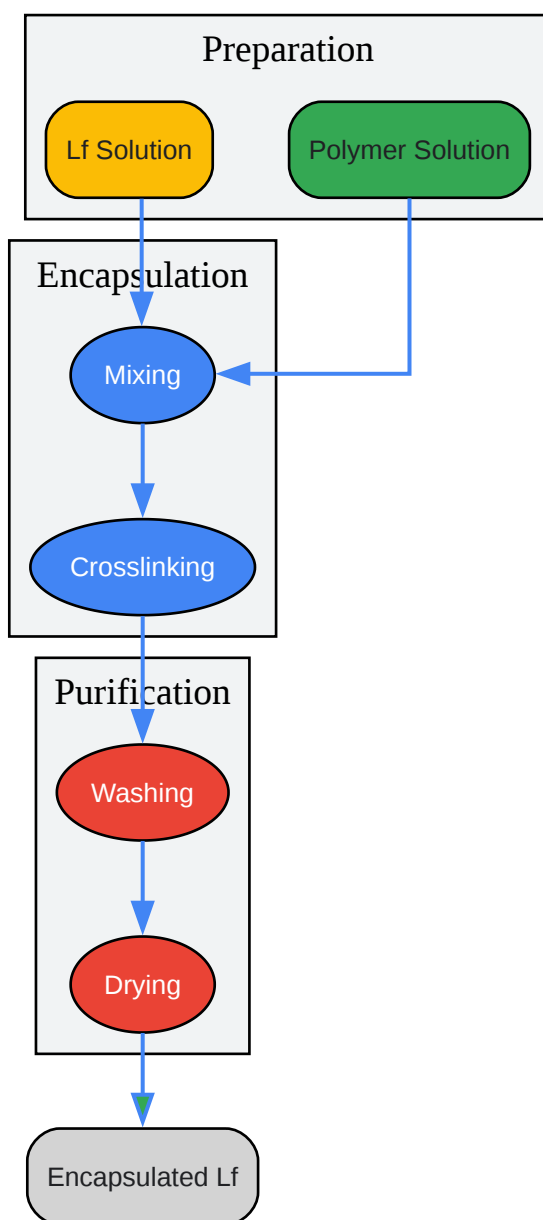 Preparation
Lf Solution
Polymer Solution
Encapsulation
Mixing
Crosslinking
Purification
Washing
Drying
Encapsulated Lf